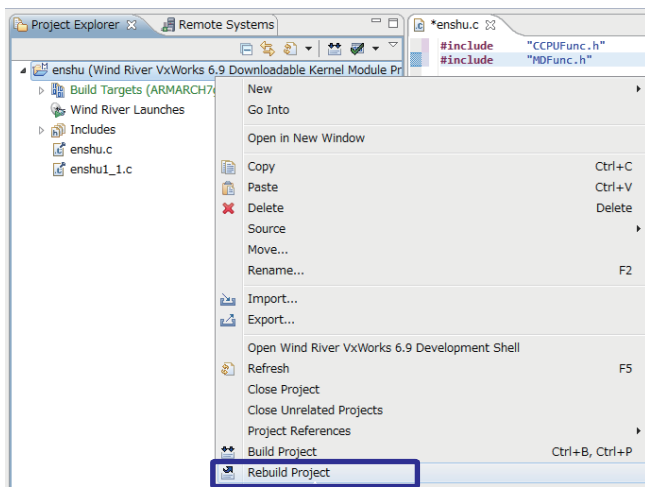 Project Explorer
Remote Systems
*enshu.c
#include "CCPUFunc.h"
#include "MDFunc.h"
enshu (Wind River VxWorks 6.9 Downloadable Kernel Module Pr
Build Targets (ARMARCH7
Wind River Launches
Includes
enshu.c
enshu1_1.c
New
Go Into
Open in New Window
Copy Ctrl+C
Paste Ctrl+V
Delete Delete
Source
Move...
Rename... F2
Import...
Export...
Open Wind River VxWorks 6.9 Development Shell
Refresh F5
Close Project
Close Unrelated Projects
Project References
Build Project Ctrl+B, Ctrl+P
Rebuild Project